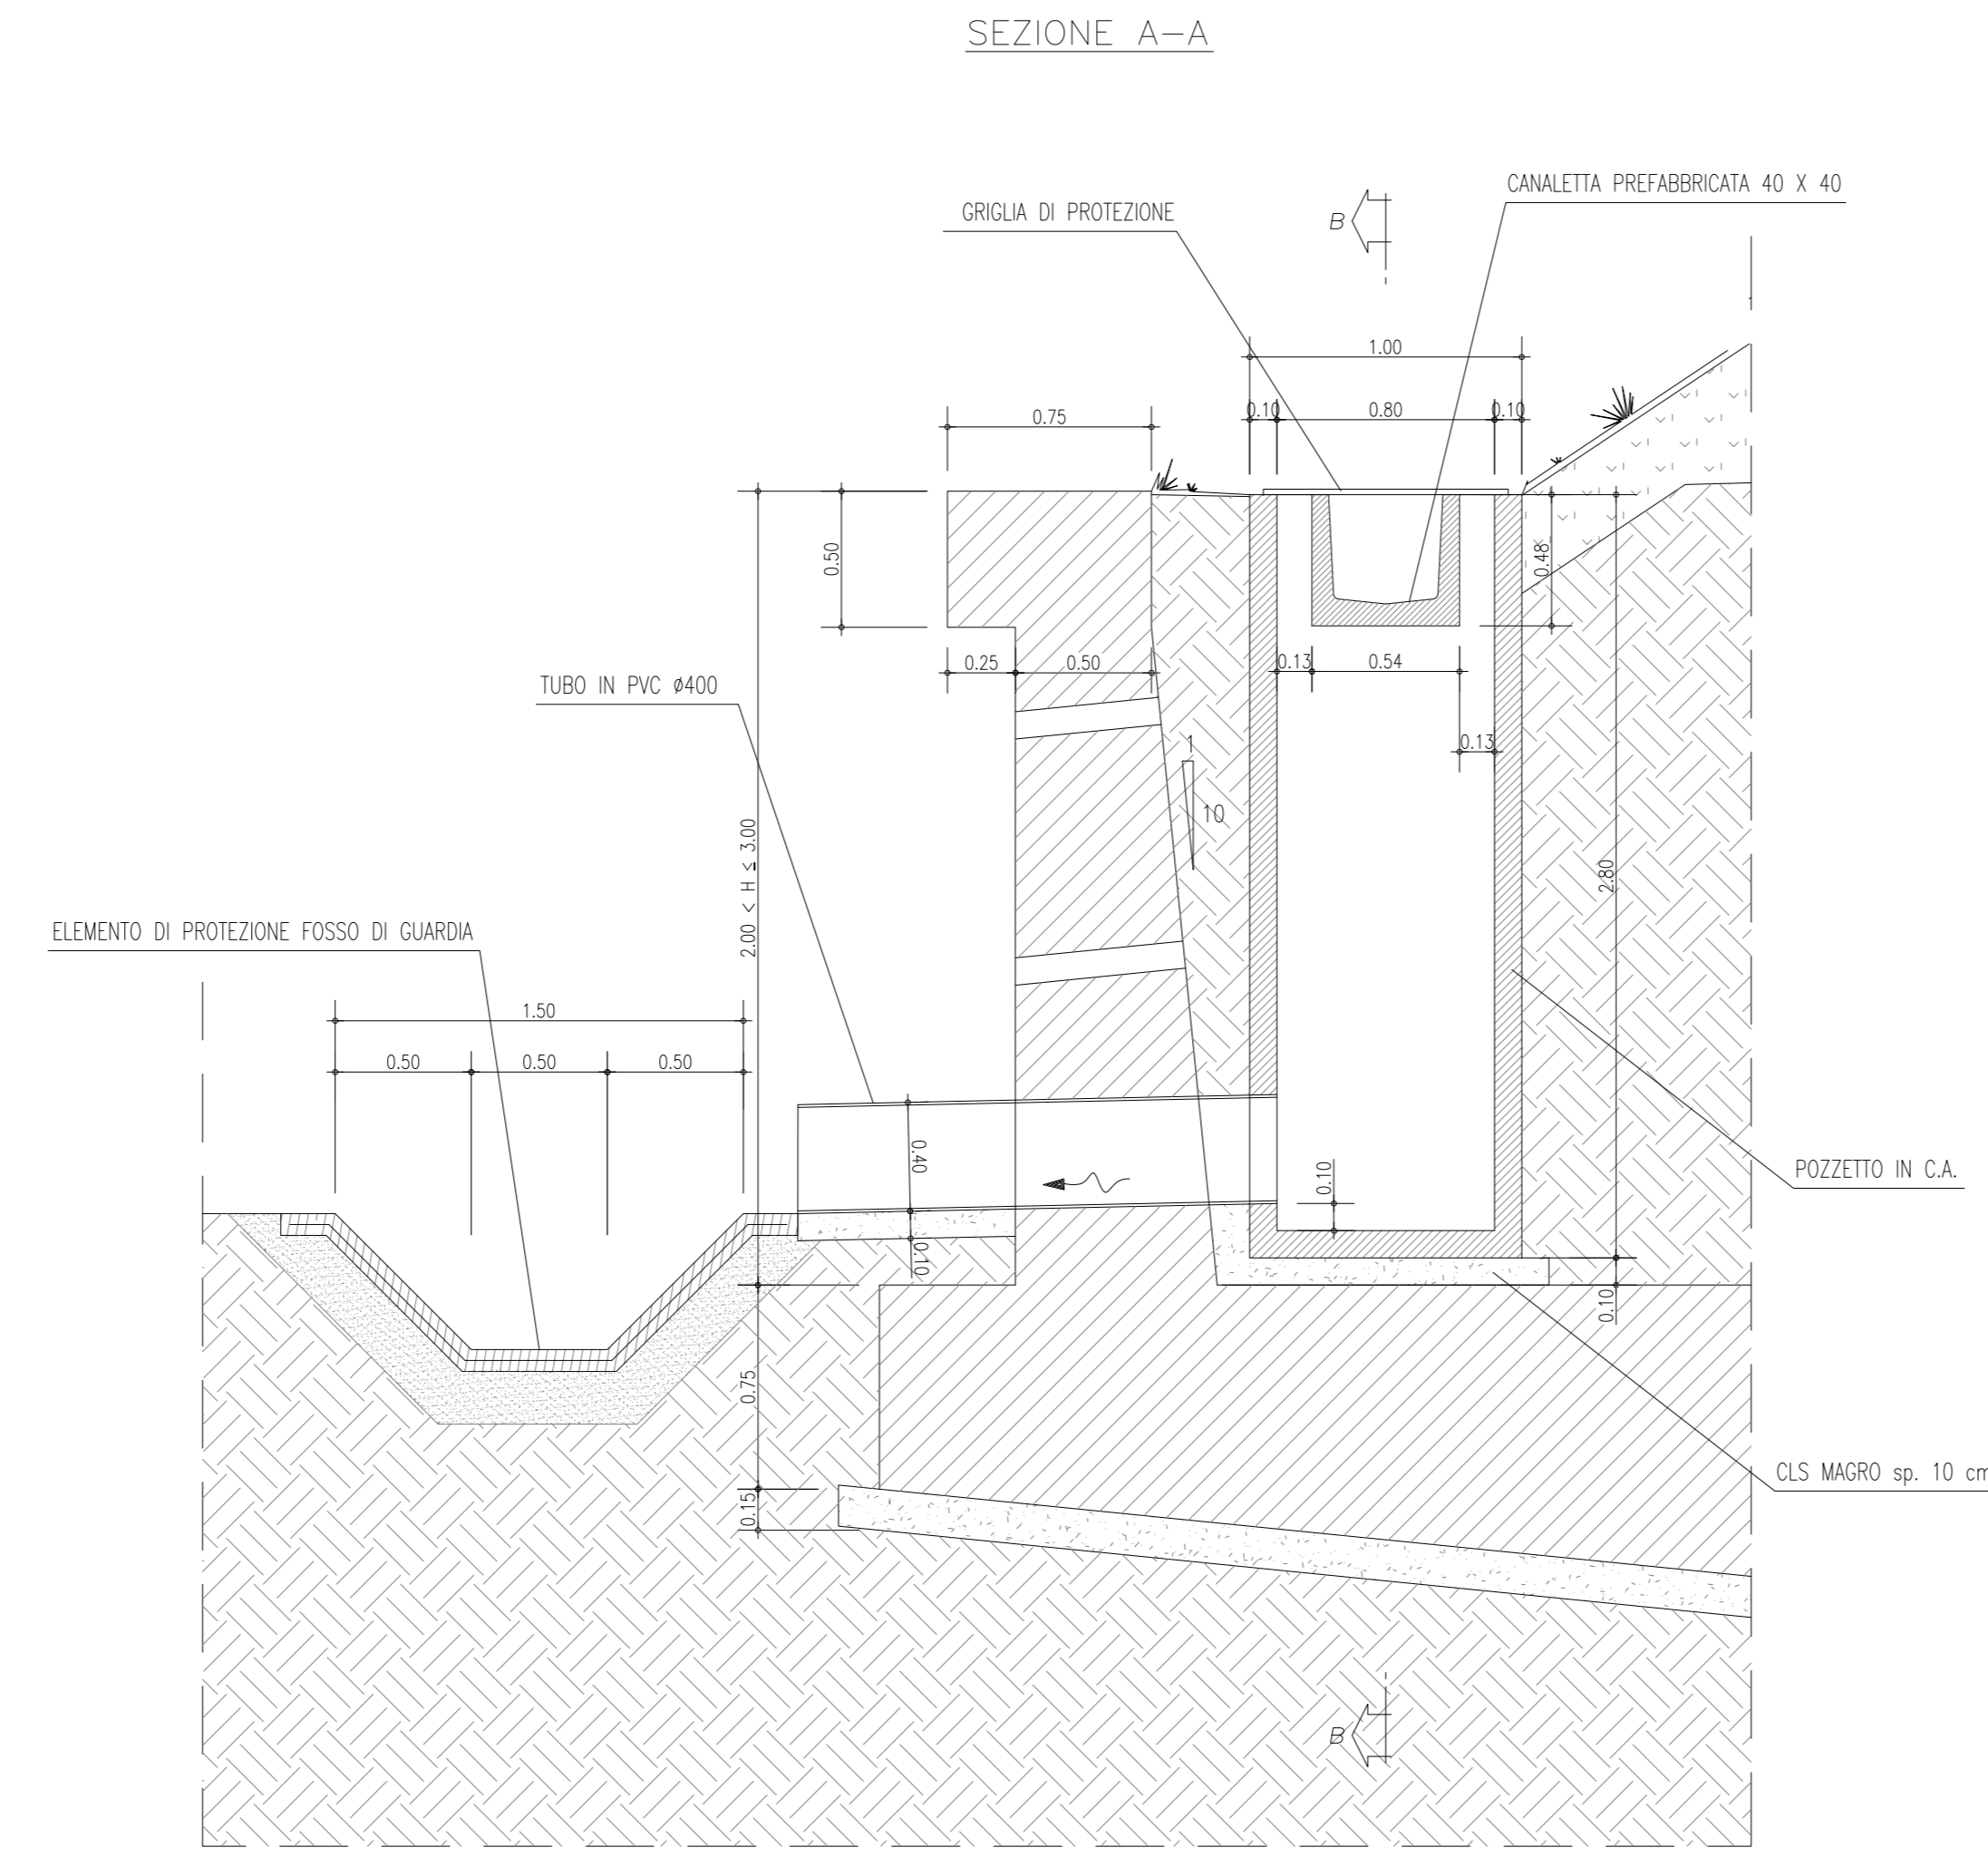 SEZIONE A-A
CANALETTA PREFABBRICATA 40 X 40
GRIGLIA DI PROTEZIONE
B
1.00
0.10
0.80
0.10
0.75
0.50
0.48
0.25
0.50
0.13
0.54
TUBO IN PVC ø400
0.13
1
10
2.00 < H ≤ 3.00
2.80
ELEMENTO DI PROTEZIONE FOSSO DI GUARDIA
1.50
0.50
0.50
0.50
0.40
0.10
POZZETTO IN C.A.
0.10
0.10
0.75
CLS MAGRO sp. 10 cm
0.15
B